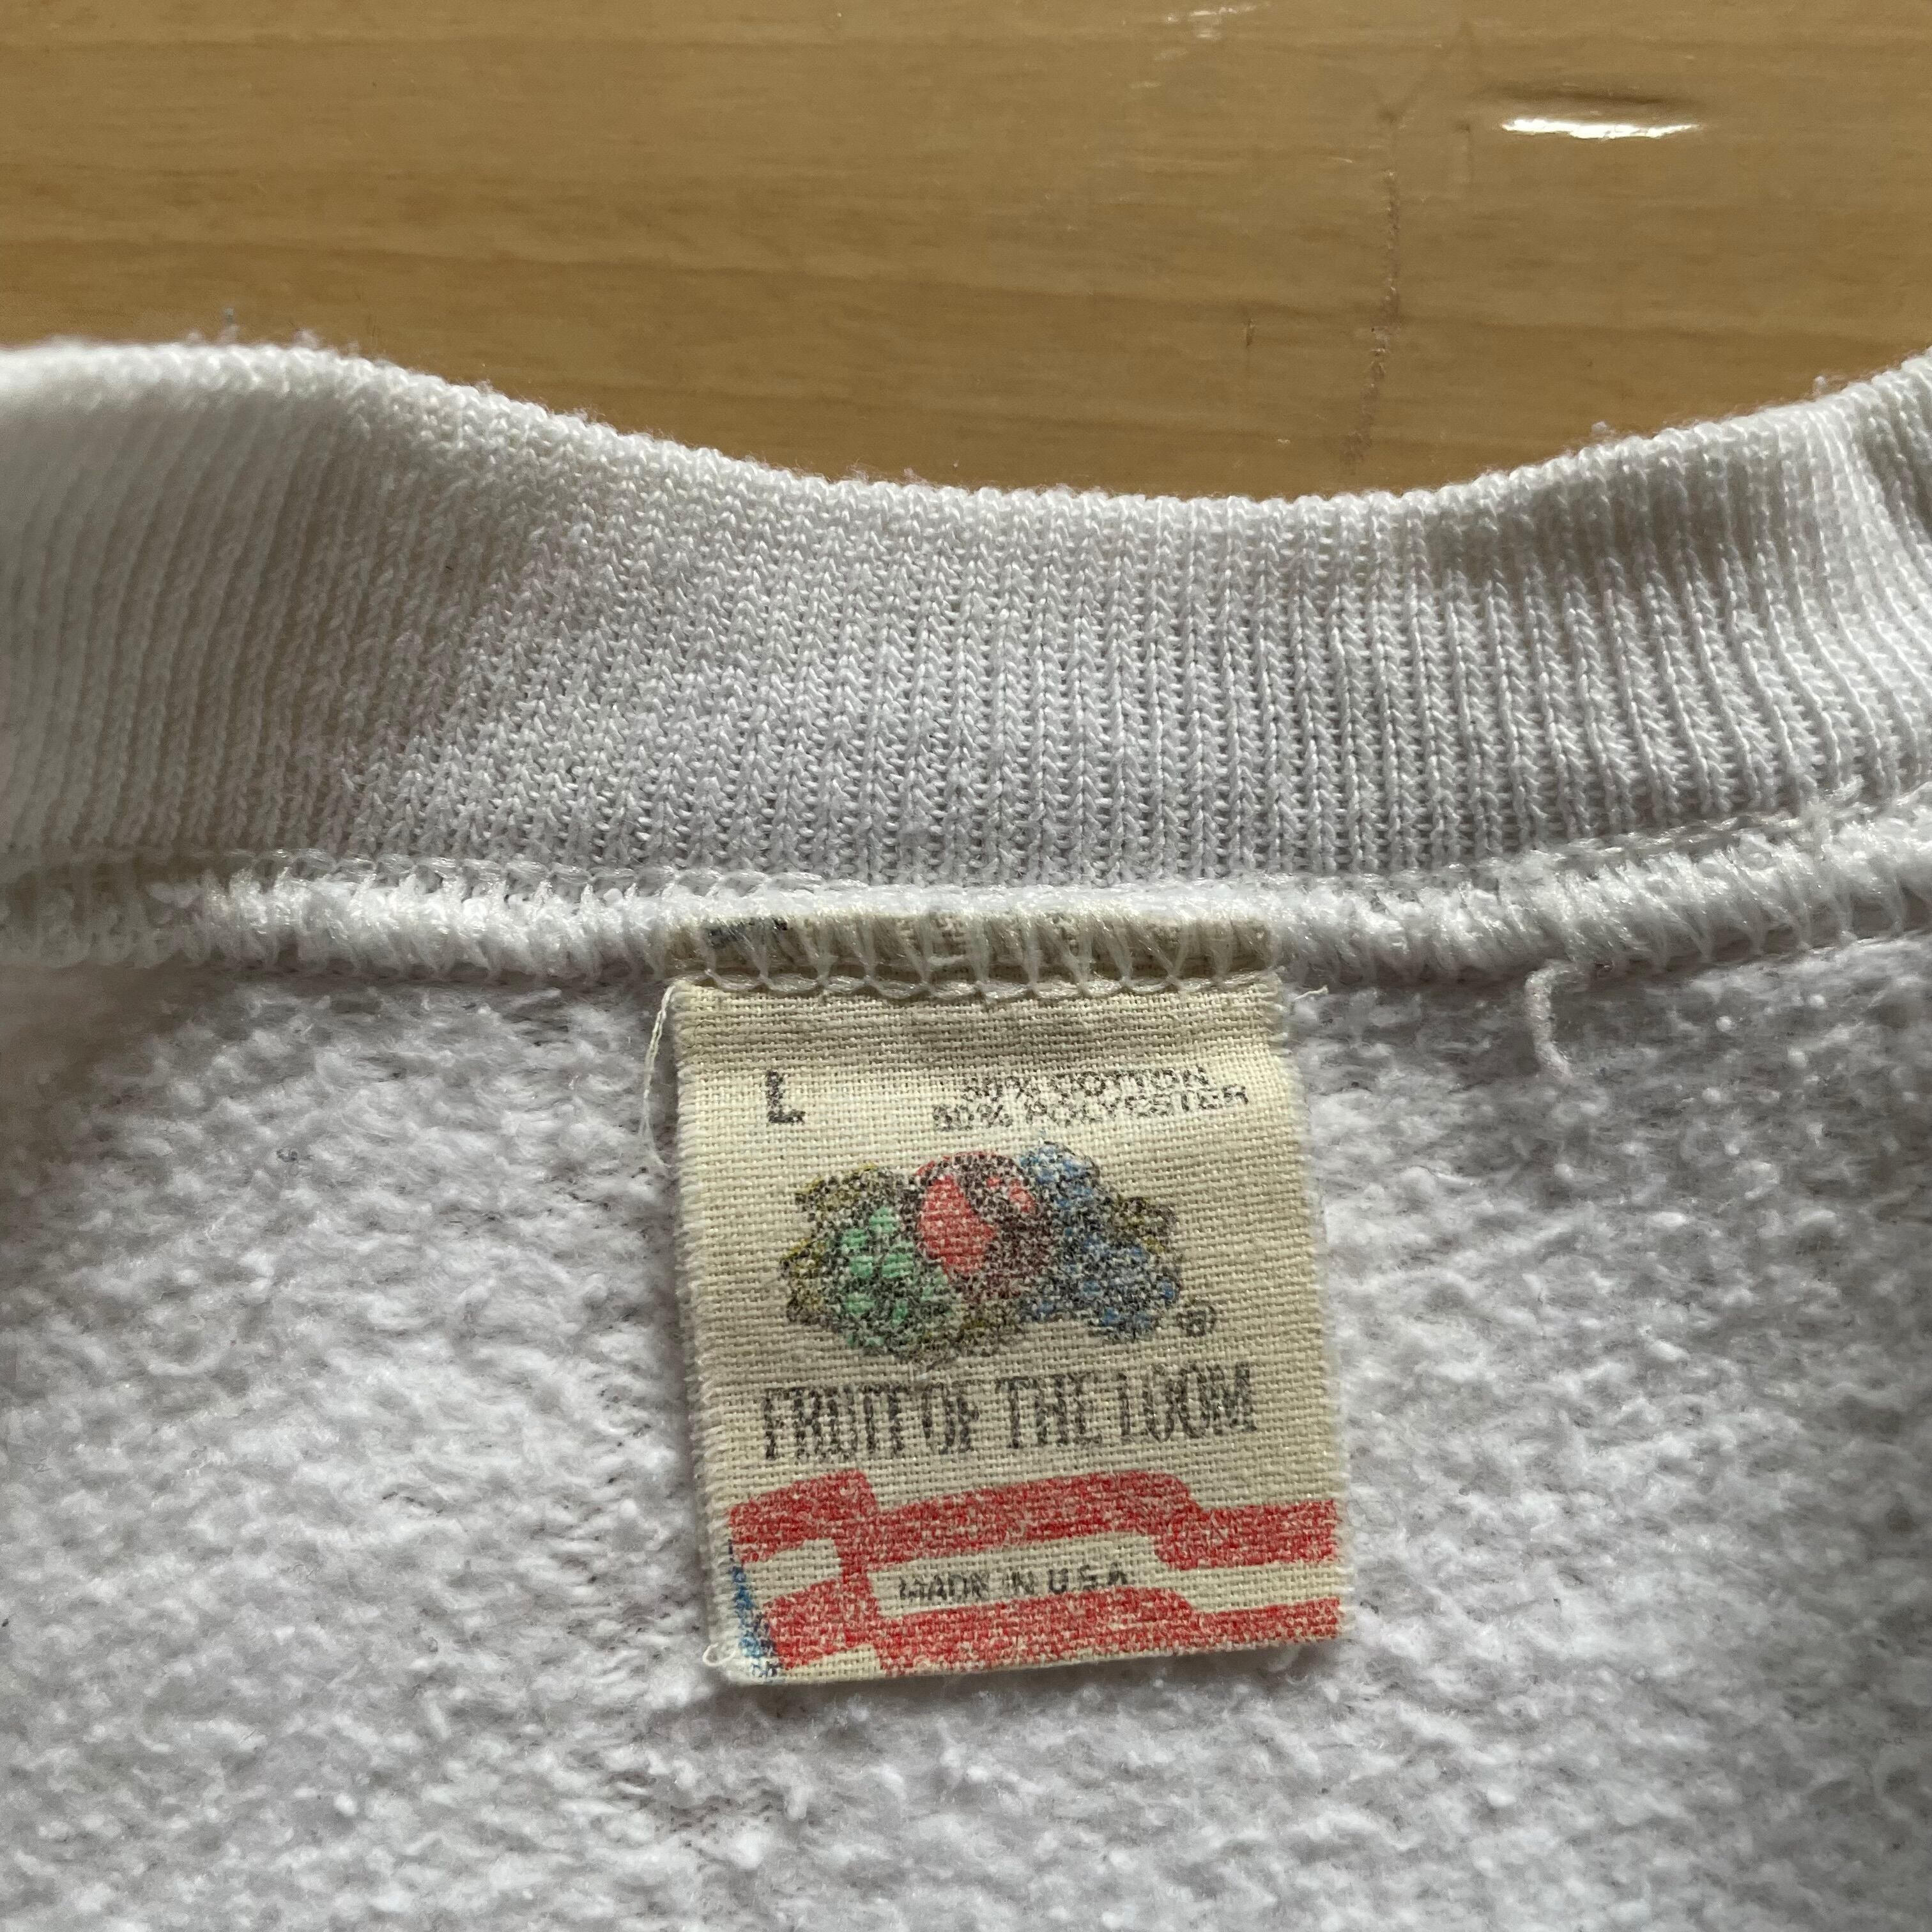 L
50% COTTON
50% POLYESTER
®
FRUIT OF THE LOOM
MADE IN U.S.A.